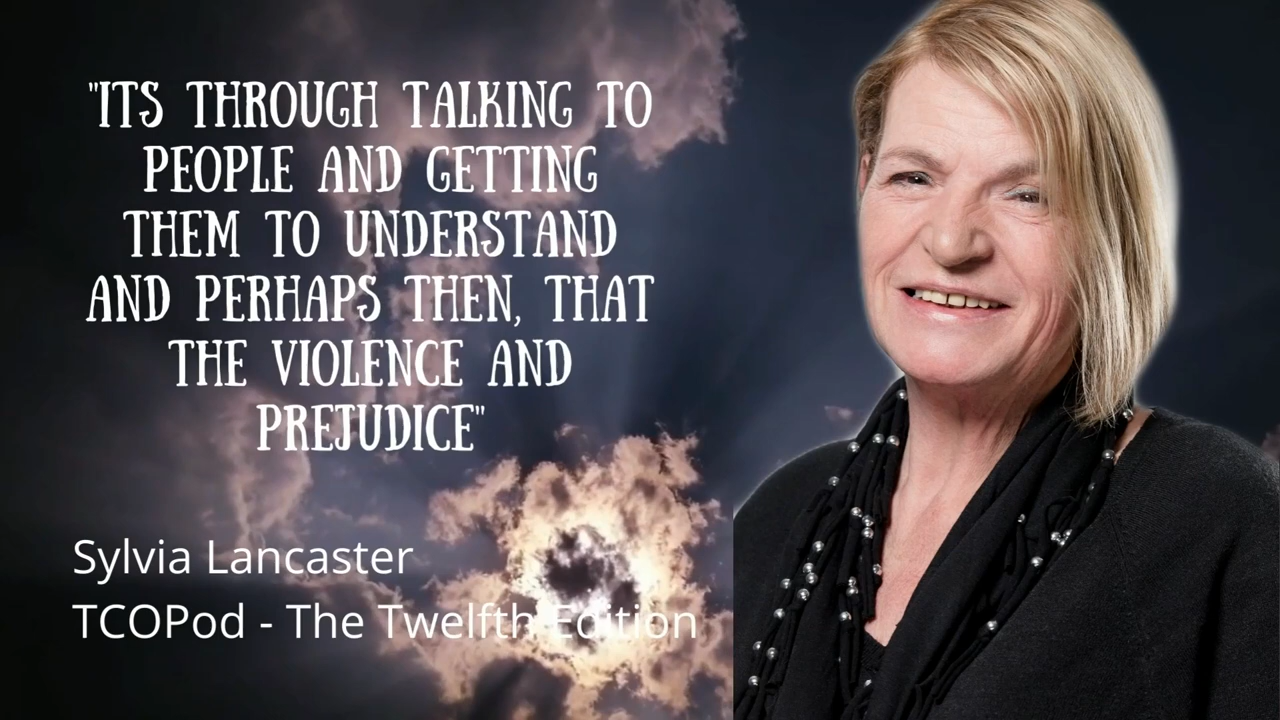 "ITS THROUGH TALKING TO
PEOPLE AND GETTING
THEM TO UNDERSTAND
AND PERHAPS THEN, THAT
THE VIOLENCE AND
PREJUDICE"
Sylvia Lancaster
TCOPod - The Twelfth Edition